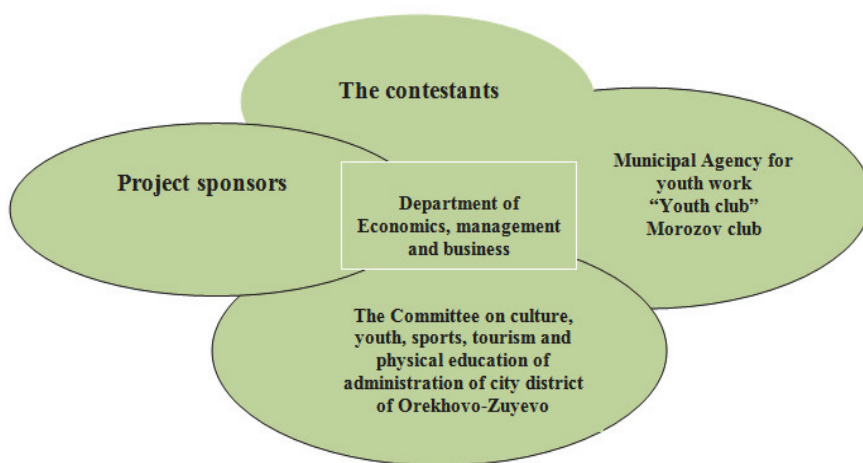 The contestants
Project sponsors
Municipal Agency for
youth work
“Youth club”
Morozov club
Department of
Economics, management
and business
The Committee on culture,
youth, sports, tourism and
physical education of
administration of city district
of Orekhovo-Zuyevo